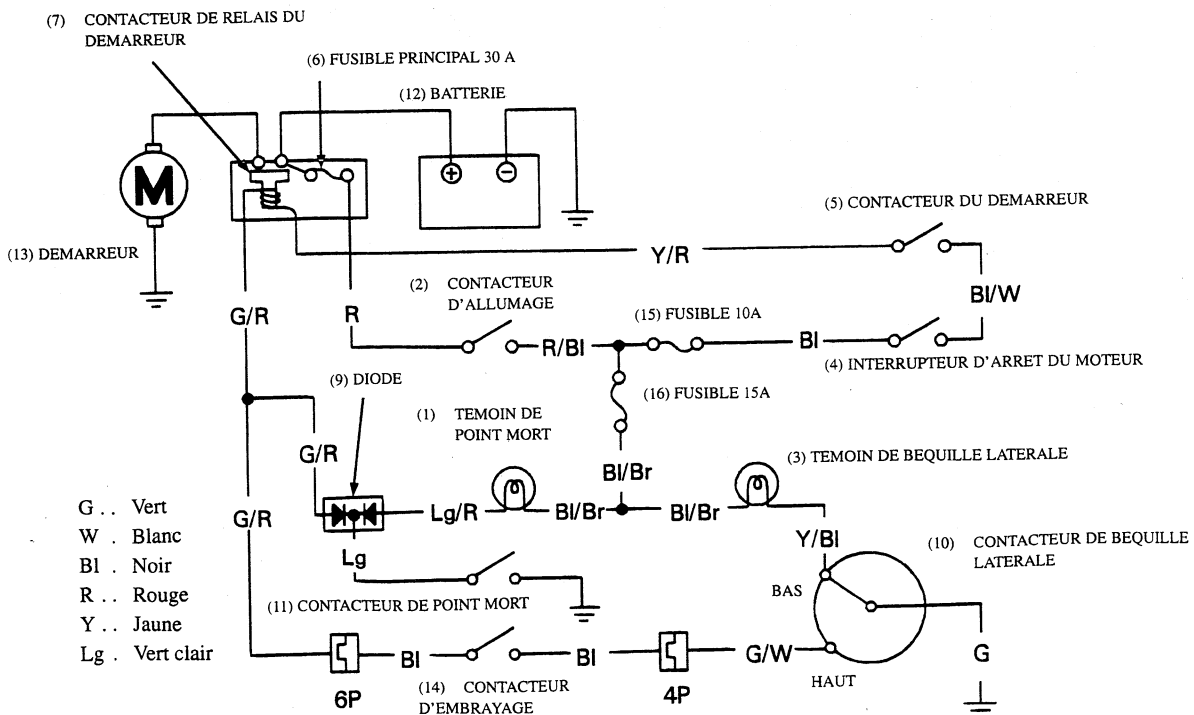 (7) CONTACTEUR DE RELAIS DU
DEMARREUR
(6) FUSIBLE PRINCIPAL 30 A
(12) BATTERIE
M
+
-
(5) CONTACTEUR DU DEMARREUR
(13) DEMARREUR
Y/R
(2) CONTACTEUR
D'ALLUMAGE
Bl/W
G/R
R
(15) FUSIBLE 10A
R/Bl
Bl
(4) INTERRUPTEUR D'ARRET DU MOTEUR
(9) DIODE
(16) FUSIBLE 15A
(1) TEMOIN DE
POINT MORT
G/R
Bl/Br
(3) TEMOIN DE BEQUILLE LATERALE
G . . Vert
W . Blanc
Bl . Noir
R . . Rouge
Y . . Jaune
Lg . Vert clair
G/R
Lg/R
Bl/Br
Bl/Br
Y/Bl
(10) CONTACTEUR DE BEQUILLE
LATERALE
Lg
BAS
(11) CONTACTEUR DE POINT MORT
Bl
Bl
G/W
G
HAUT
6P
(14) CONTACTEUR
D'EMBRAYAGE
4P